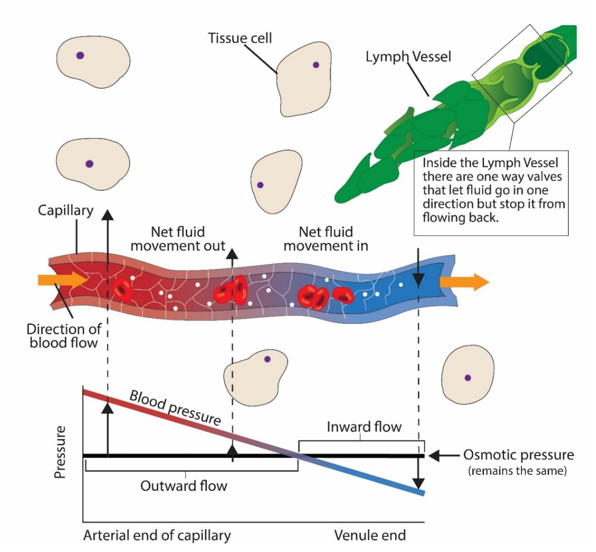 Tissue cell
Lymph Vessel
Inside the Lymph Vessel
there are one way valves
that let fluid go in one
direction but stop it from
flowing back.
Capillary
Net fluid
movement out
Net fluid
movement in
Direction of
blood flow
Blood pressure
Inward flow
Pressure
Osmotic pressure
(remains the same)
Outward flow
Arterial end of capillary
Venule end